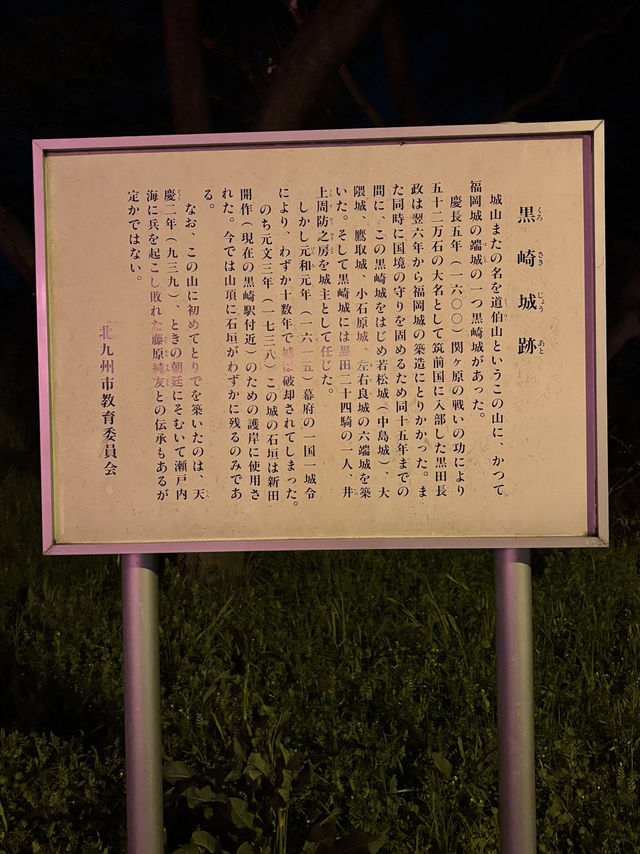 黒崎城跡
くろさきじょうあと
城山またの名を道伯山というこの山に、かつて
福岡城の端城の一つ黒崎城があった。
慶長五年（一六〇〇）関ヶ原の戦いの功により
五十二万石の大名として筑前国に入部した黒田長
政は翌六年から福岡城の築造にとりかかった。ま
た同時に国境の守りを固めるため同十五年までの
間に、この黒崎城をはじめ若松城（中島城）、大
隈城、鷹取城、小石原城、左右良城の六端城を築
いた。そして黒崎城には黒田二十四騎の一人、井
上周防之房を城主として任じた。
しかし元和元年（一六一五）幕府の一国一城令
により、わずか十数年で城は破却されてしまった。
のち元文三年（一七三八）この城の石垣は新田
開作（現在の黒崎駅付近）のための護岸に使用さ
れた。今では山頂に石垣がわずかに残るのみであ
る。
なお、この山に初めてとりでを築いたのは、天
慶二年（九三九）、ときの朝廷にそむいて瀬戸内
海に兵を起こし敗れた藤原純友との伝承もあるが
定かではない。
北九州市教育委員会